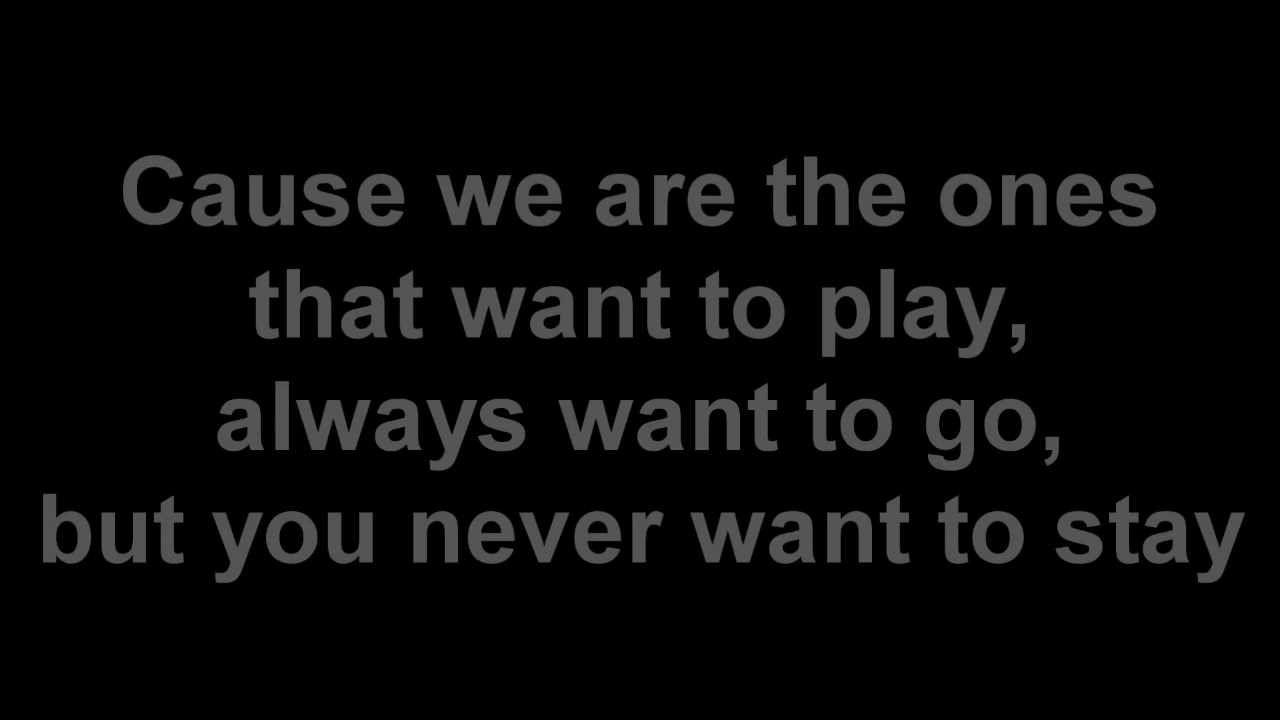 Cause we are the ones
that want to play,
always want to go,
but you never want to stay